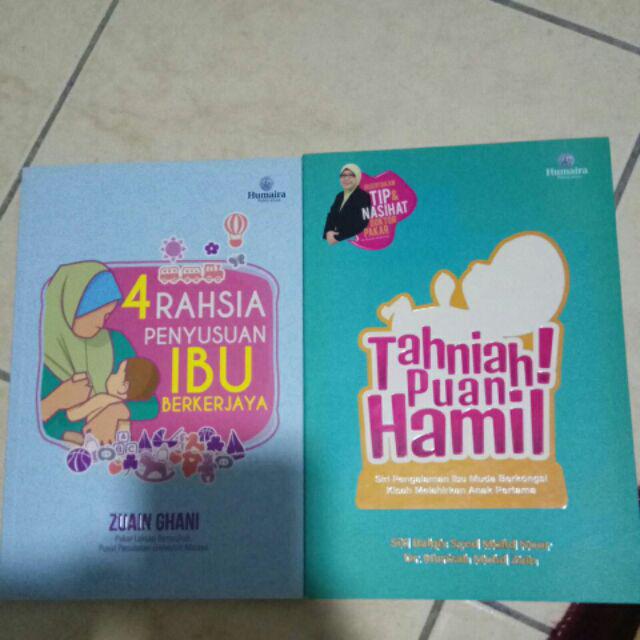 Humaira
4 RAHSIA
PENYUSUAN
IBU
BERKERJAYA
ZUAIN GHANI
Humaira
TIP &
NASIHAT
DOKTOR
PAKAR
Tahniah!
Puan
Hamil
Siri Pengalaman Ibu Muda Berkongsi
Kisah Melahirkan Anak Pertama